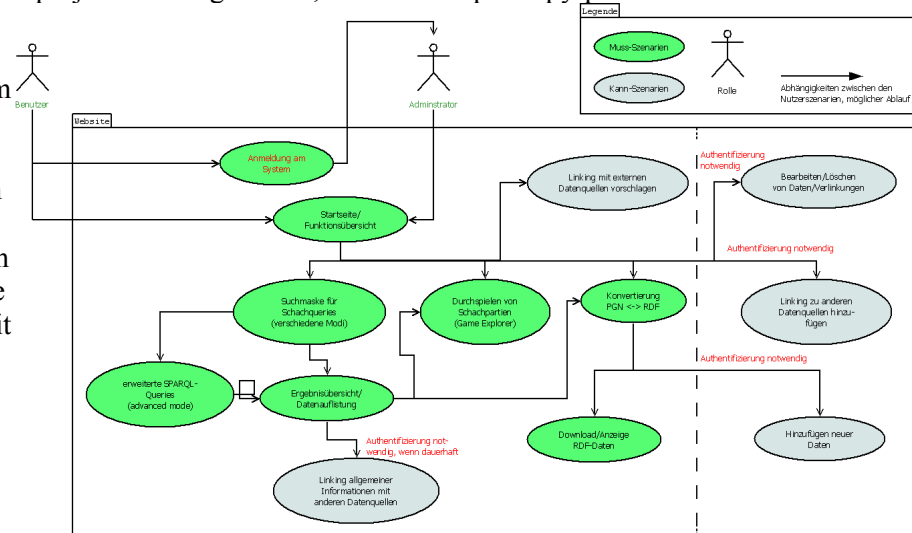 Legende
Muss-Szenarien
Kann-Szenarien
Rolle
Abhängigkeiten zwischen den
Nutzerszenarien, möglicher Ablauf
Benutzer
Adminstrator
Website
Anmeldung am
System
Startseite/
Funktionsübersicht
Linking mit externen
Datenquellen vorschlagen
Authentifizierung
notwendig
Bearbeiten/Löschen
von Daten/Verlinkungen
Authentifizierung notwendig
Suchmaske für
Schachqueries
(verschiedene Modi)
Durchspielen von
Schachpartien
(Game Explorer)
Konvertierung
PGN <-> RDF
Linking zu anderen
Datenquellen hinzu-
fügen
Authentifizierung notwendig
erweiterte SPARQL-
Queries
(advanced mode)
Ergebnisübersicht/
Datenauflistung
Authentifizierung not-
wendig, wenn dauerhaft
Download/Anzeige
RDF-Daten
Hinzufügen neuer
Daten
Linking allgemeiner
Informationen mit
anderen Datenquellen